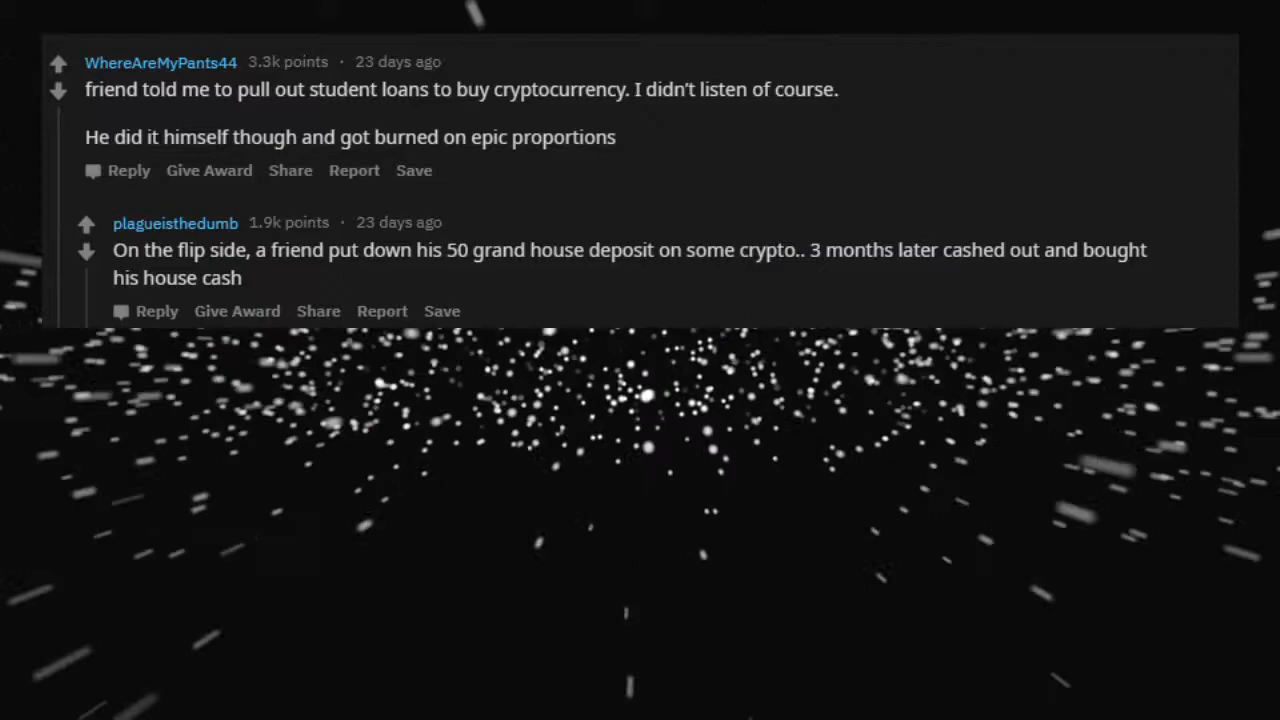 WhereAreMyPants44 3.3k points · 23 days ago
friend told me to pull out student loans to buy cryptocurrency. I didn’t listen of course.
He did it himself though and got burned on epic proportions
Reply Give Award Share Report Save
plagueisthedumb 1.9k points · 23 days ago
On the flip side, a friend put down his 50 grand house deposit on some crypto.. 3 months later cashed out and bought
his house cash
Reply Give Award Share Report Save